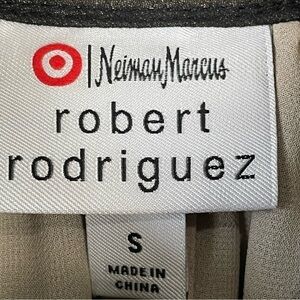 | Neiman Marcus
robert
rodriguez
S
MADE IN
CHINA